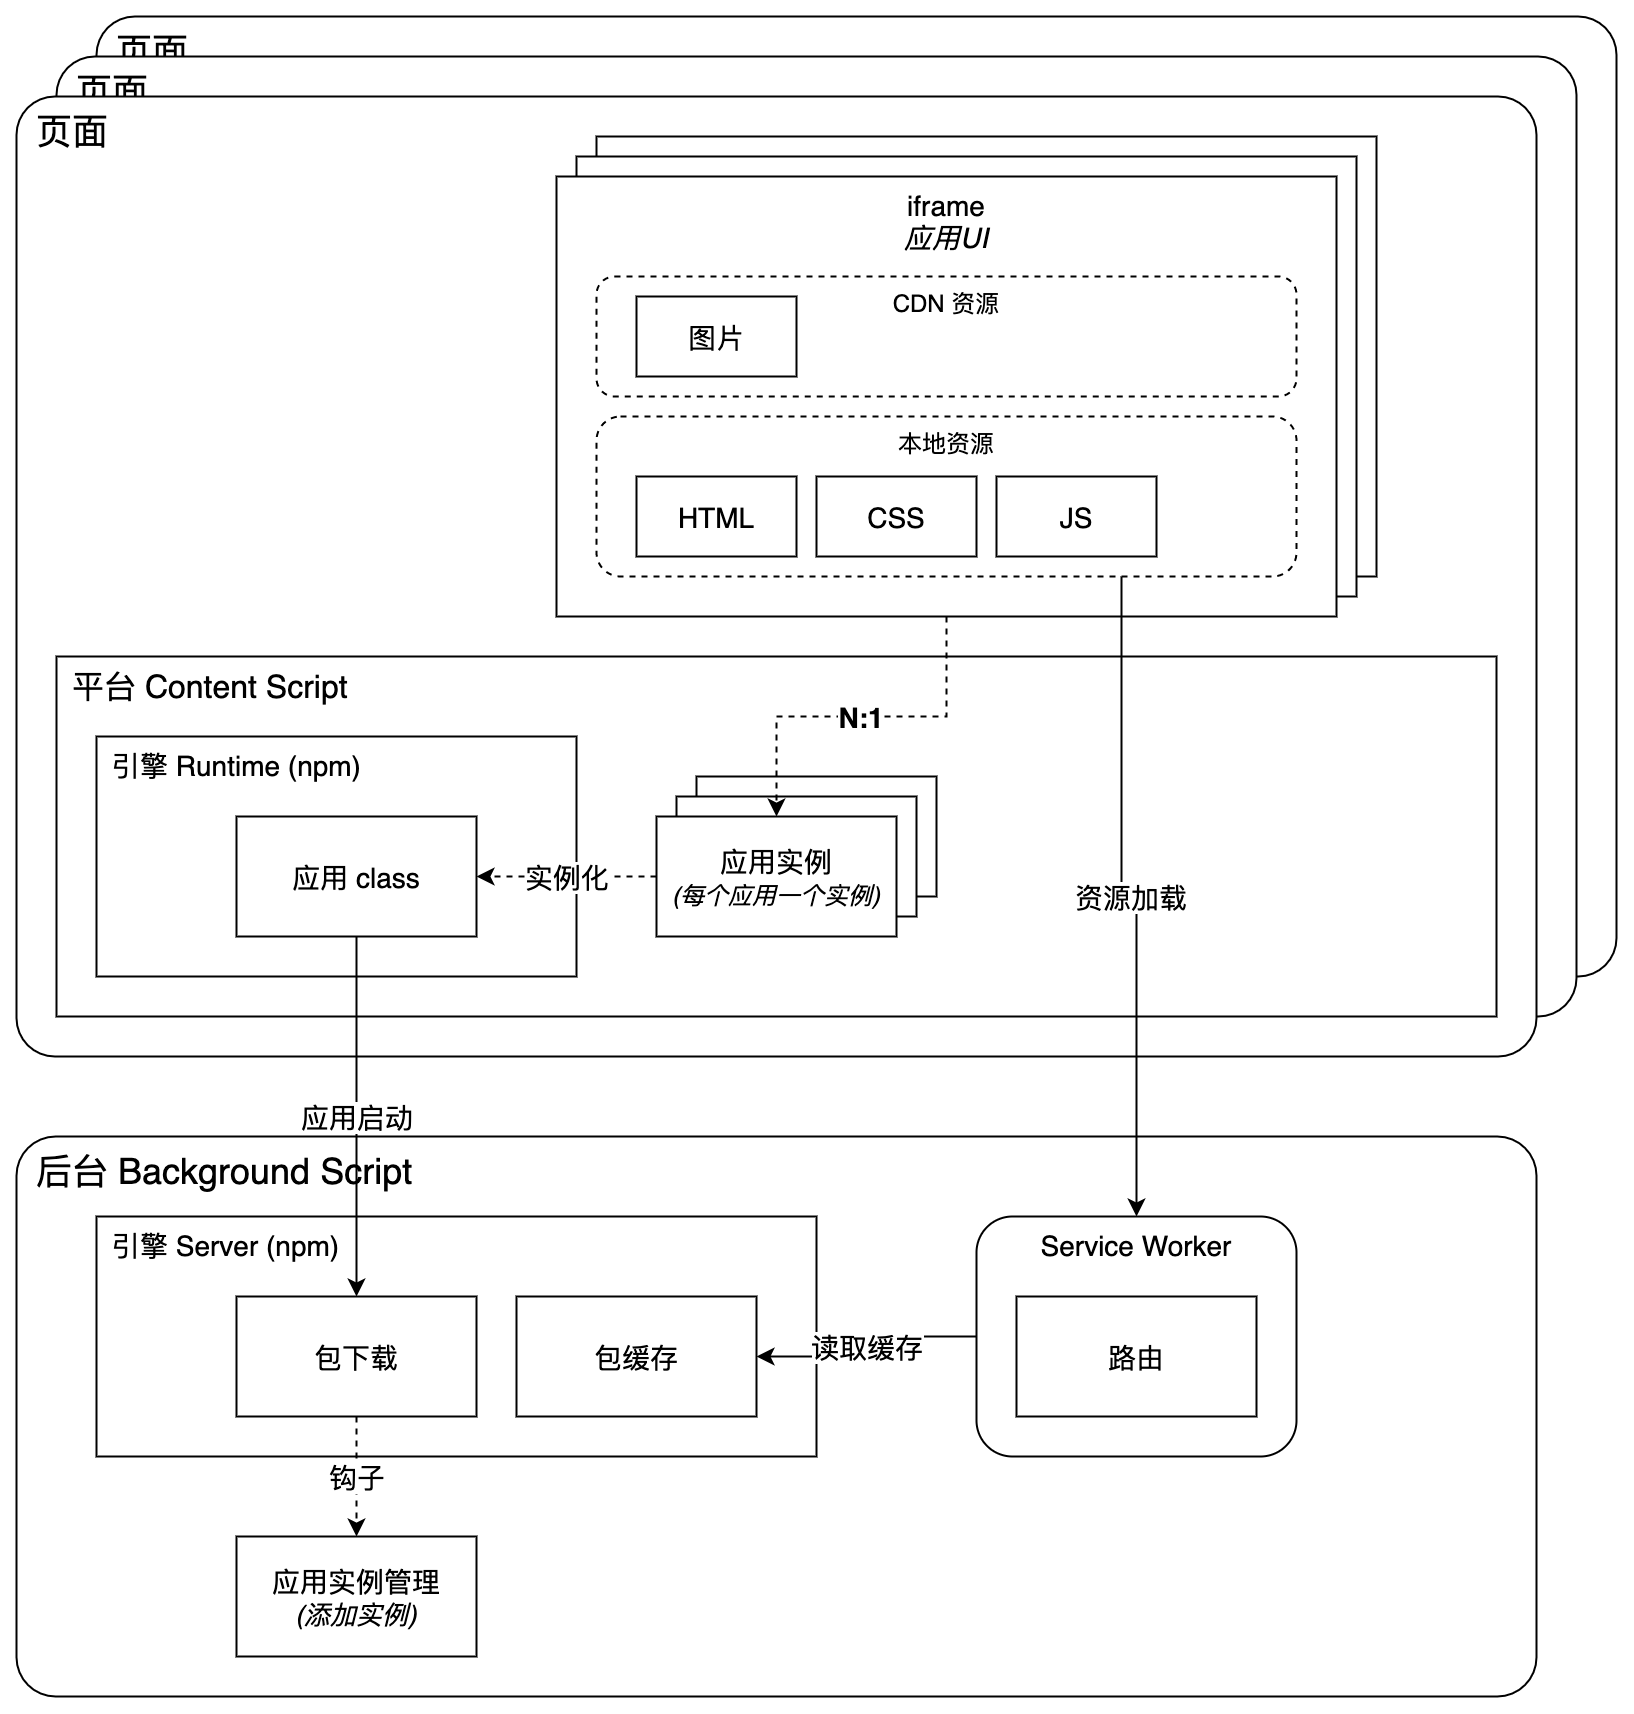 页面
页面
页面
iframe
应用UI
CDN 资源
图片
本地资源
HTML
CSS
JS
平台 Content Script
N:1
引擎 Runtime (npm)
应用 class
实例化
应用实例
(每个应用一个实例)
资源加载
应用启动
后台 Background Script
引擎 Server (npm)
Service Worker
包下载
包缓存
读取缓存
路由
钩子
应用实例管理
(添加实例)